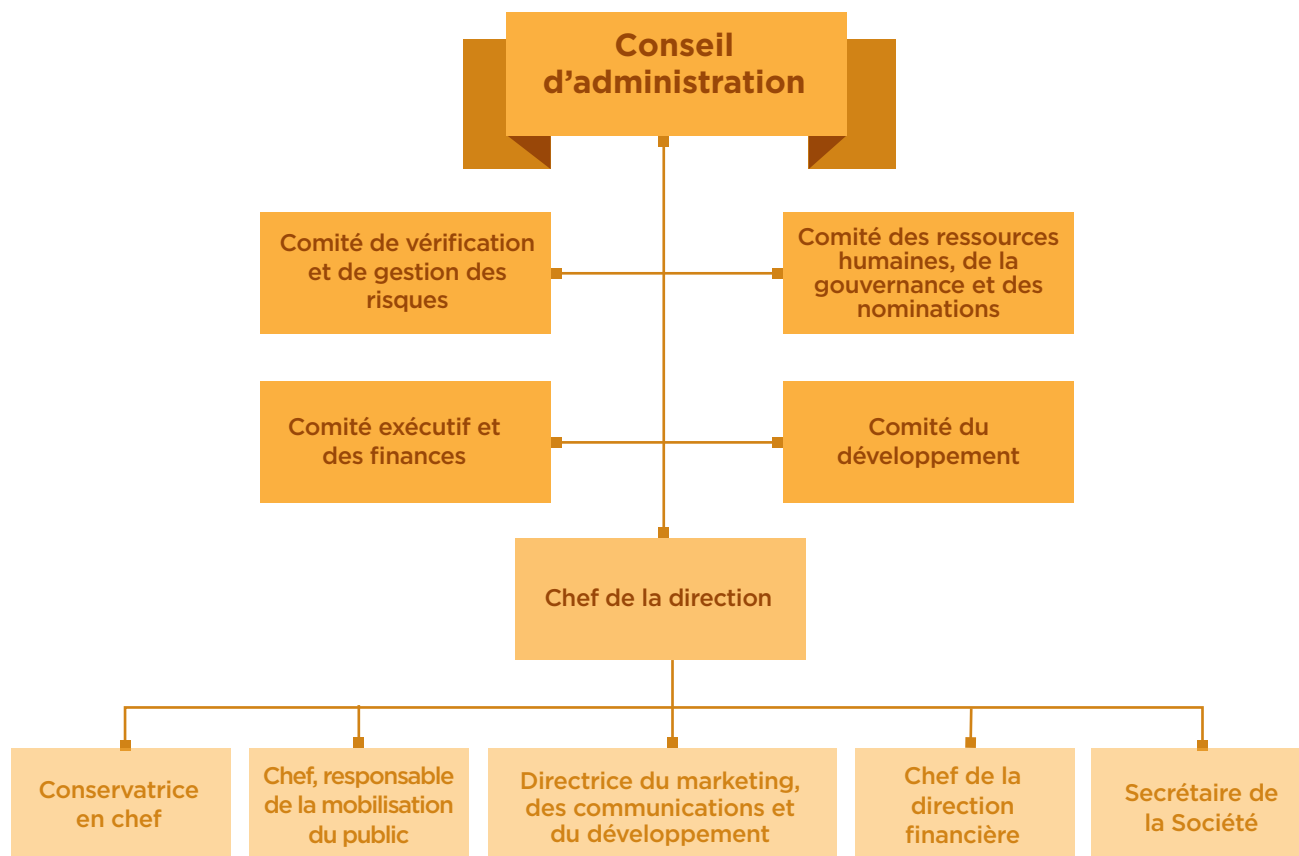 Conseil
d’administration
Comité de vérification
et de gestion des
risques
Comité des ressources
humaines, de la
gouvernance et des
nominations
Comité exécutif et
des finances
Comité du
développement
Chef de la direction
Conservatrice
en chef
Chef, responsable
de la mobilisation
du public
Directrice du marketing,
des communications et
du développement
Chef de la
direction
financière
Secrétaire de
la Société